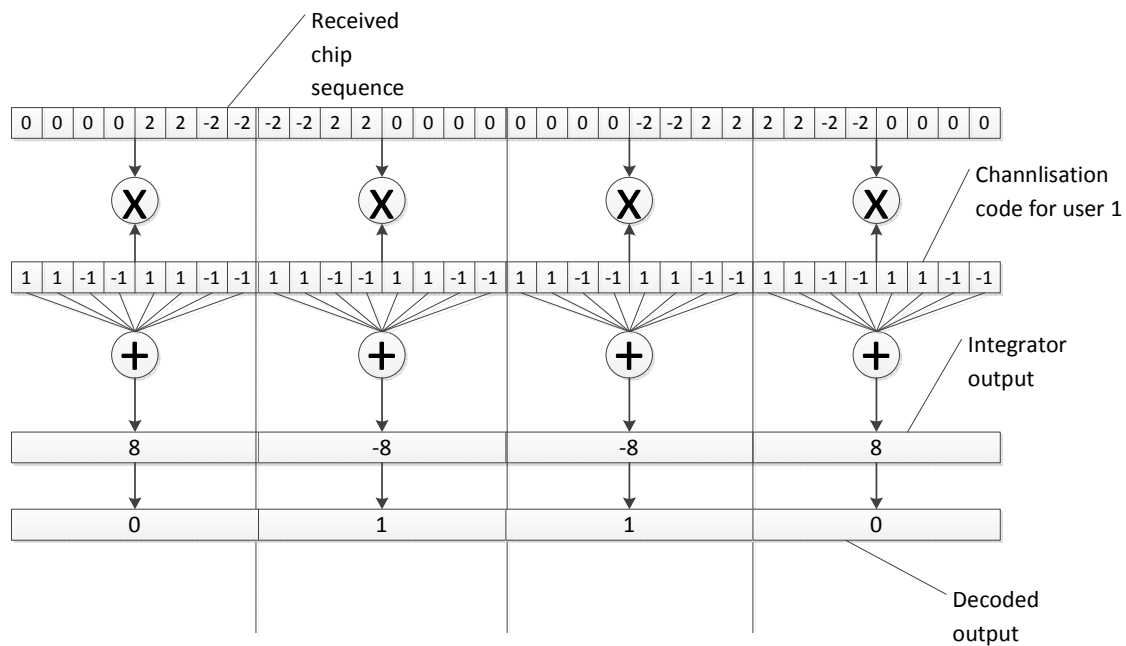 Received
chip
sequence
0 0 0 0 2 2 -2 -2 -2 -2 2 2 0 0 0 0 0 0 0 0 -2 -2 2 2 2 2 -2 -2 0 0 0 0
X X X X
Channlisation
code for user 1
1 1 -1 -1 1 1 -1 -1 1 1 -1 -1 1 1 -1 -1 1 1 -1 -1 1 1 -1 -1 1 1 -1 -1 1 1 -1 -1
+ + + +
Integrator
output
8 -8 -8 8
0 1 1 0
Decoded
output